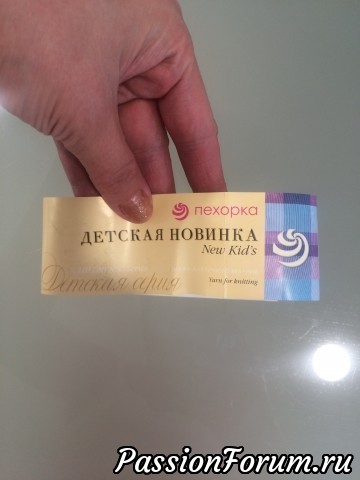 пехорка
ДЕТСКАЯ НОВИНКА
New Kid's
Детская серия
Yarn for knitting
PassionForum.ru